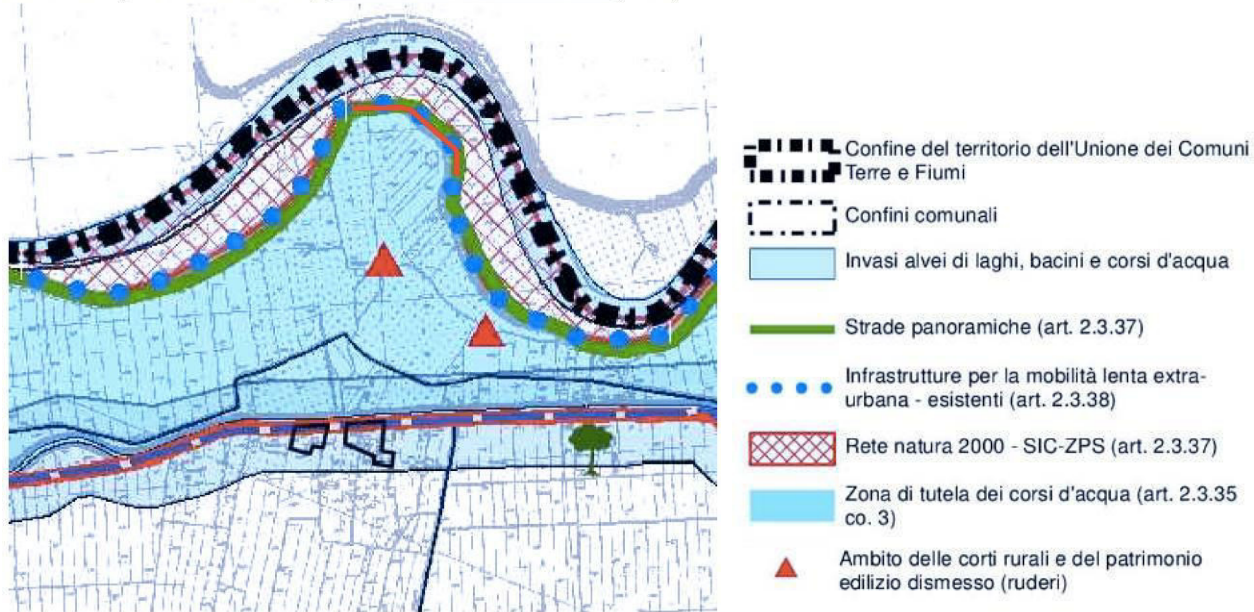 Confine del territorio dell'Unione dei Comuni
Terre e Fiumi
Confini comunali
Invasi alvei di laghi, bacini e corsi d'acqua
Strade panoramiche (art. 2.3.37)
Infrastrutture per la mobilità lenta extra-
urbana - esistenti (art. 2.3.38)
Rete natura 2000 - SIC-ZPS (art. 2.3.37)
Zona di tutela dei corsi d'acqua (art. 2.3.35
co. 3)
Ambito delle corti rurali e del patrimonio
edilizio dismesso (ruderi)